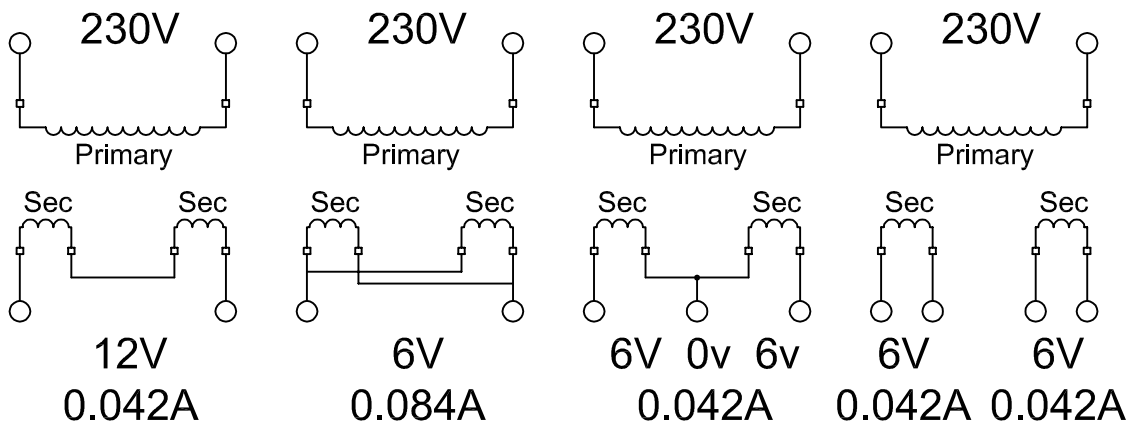 230V 230V 230V 230V
Primary Primary Primary Primary
Sec Sec Sec Sec Sec Sec Sec Sec
12V 6V 6V 0v 6v 6V 6V
0.042A 0.084A 0.042A 0.042A 0.042A